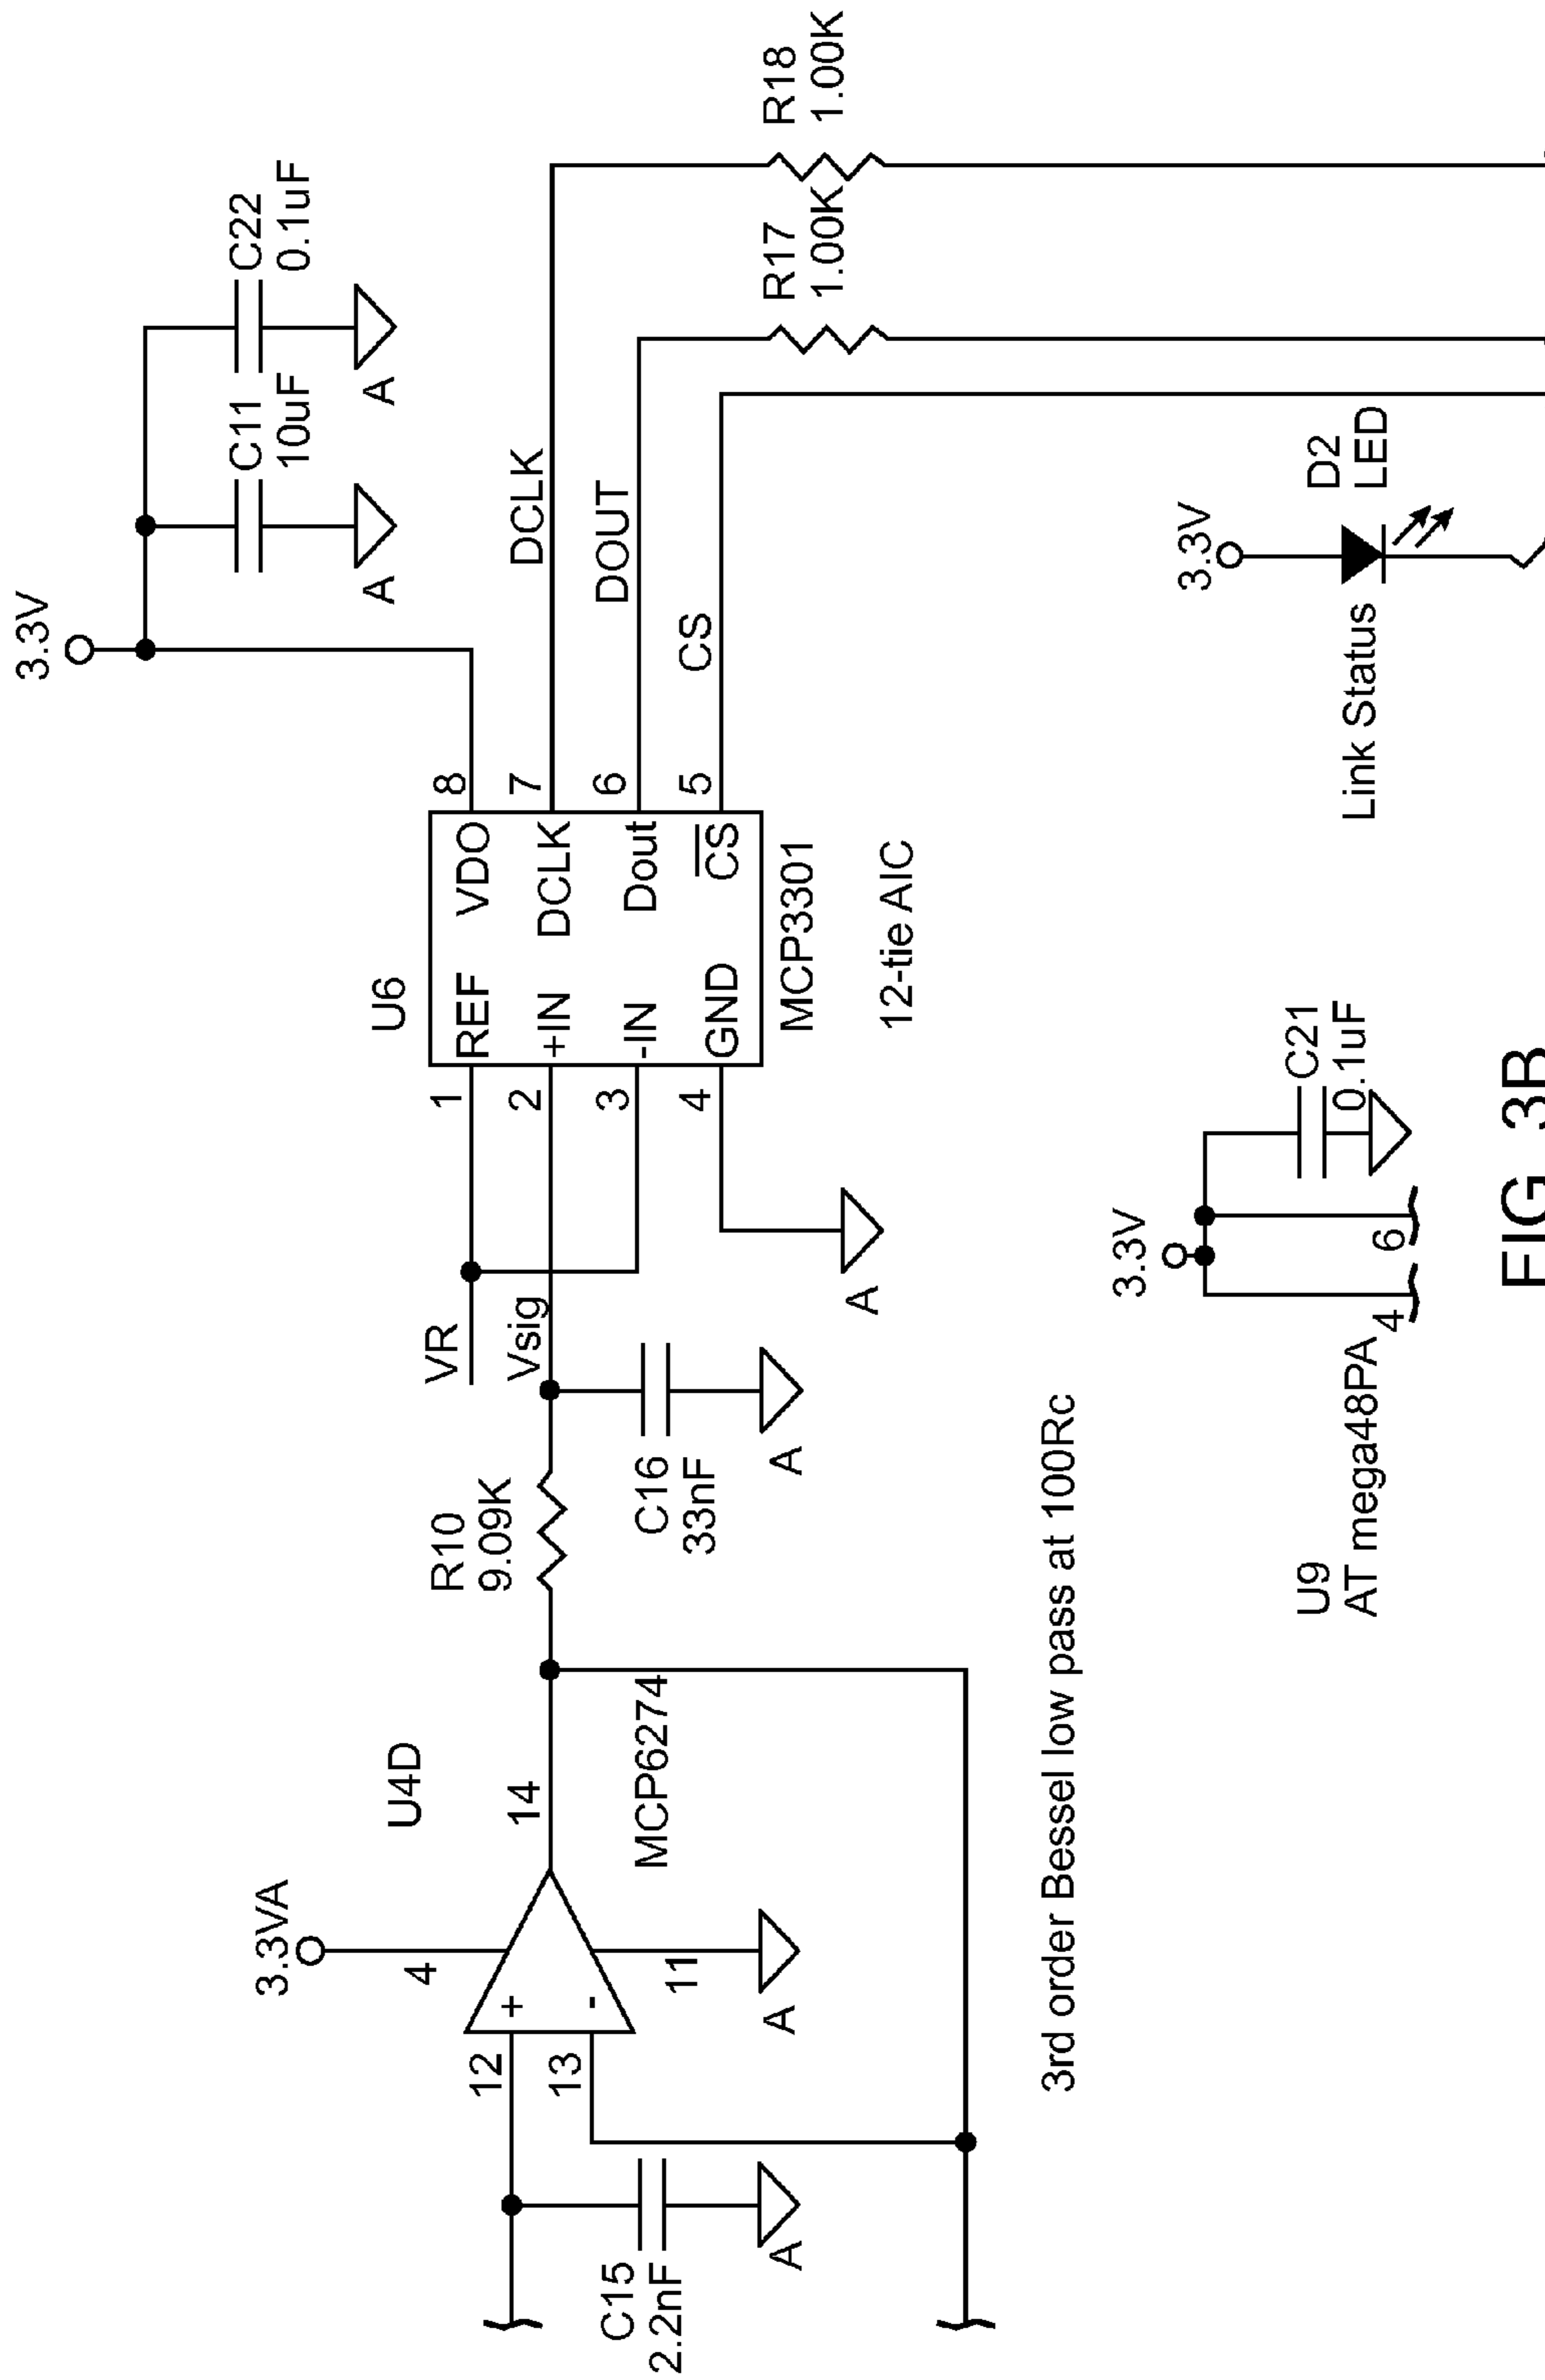 3.3V
C11
10uF
C22
0.1uF
A
A
3.3VA
U4D
4
12
+
13
-
14
11
A
MCP6274
C15
2.2nF
A
R10
9.09K
C16
33nF
A
VR
Vsig
U6
1
REF
VDO
8
2
+IN
DCLK
7
3
-IN
Dout
6
4
GND
CS
5
A
MCP3301
12-tie AIC
DCLK
DOUT
CS
R17
1.00K
R18
1.00K
3rd order Bessel low pass at 100Rc
3.3V
C21
0.1uF
U9
AT mega48PA
4
6
3.3V
D2
LED
Link Status
FIG. 3B